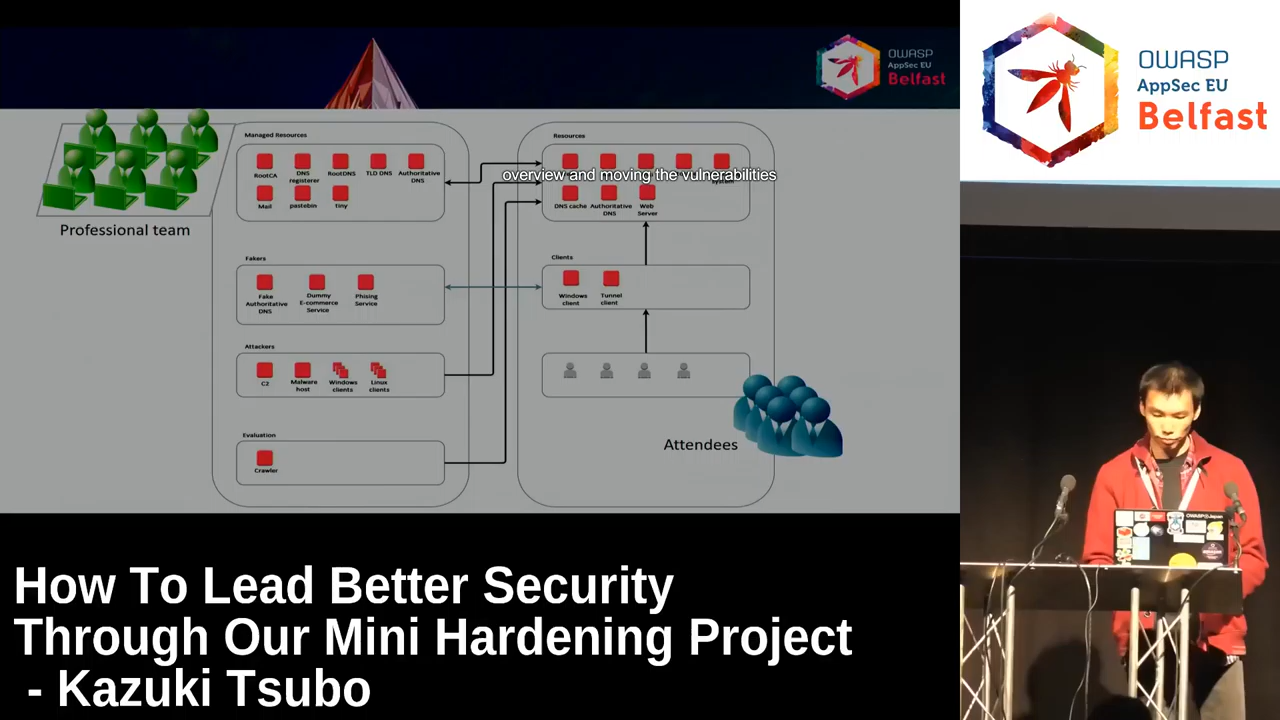 OWASP
AppSec EU
Belfast
OWASP
AppSec EU
Belfast
Professional team
Managed Resources
RootCA
DNS
registerer
RootDNS
TLD DNS
Authoritative
DNS
Mail
pastebin
tiny
Fakers
Fake
Authoritative
DNS
Dummy
E-commerce
Service
Phising
Service
Attackers
C2
Malware
host
Windows
clients
Linux
clients
Evaluation
Crawler
Resources
overview and moving the vulnerabilities
System
DNS cache
Authoritative
DNS
Web
Server
Clients
Windows
client
Tunnel
client
Attendees
OWASP Japan
How To Lead Better Security
Through Our Mini Hardening Project
- Kazuki Tsubo